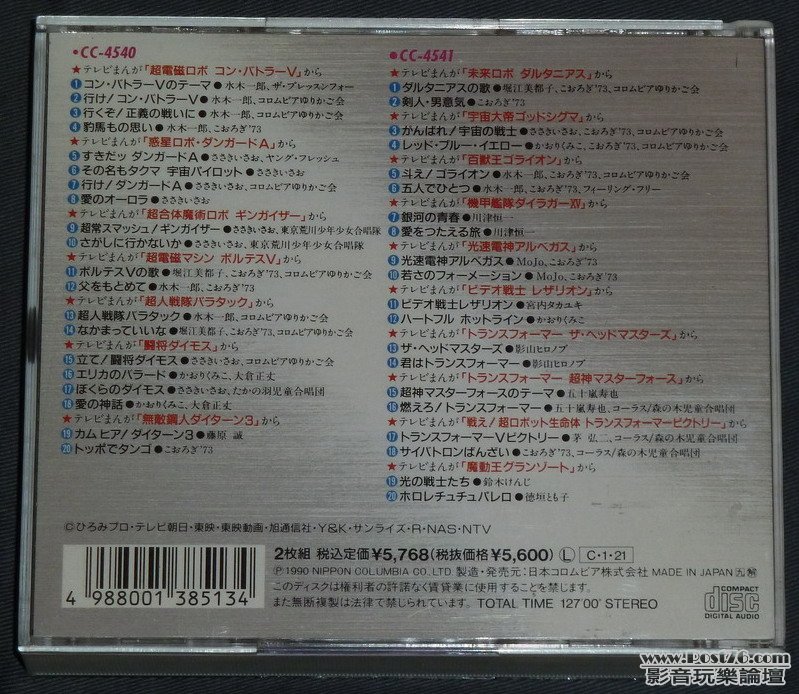 •CC-4540
★テレビまんが「超電磁ロボ コン・バトラーV」から
1 コン・バトラーVのテーマ●水木一郎、ザ・ブレッスンフォー
2 行け! コン・バトラーV●水木一郎、コロムビアゆりかご会
3 行くぞ! 正義の戦いに●水木一郎、コロムビアゆりかご会
4 豹馬もの思い●水木一郎、こおろぎ'73
★テレビまんが「惑星ロボ・ダンガードA」から
5 すきだッ ダンガードA●ささきいさお、ヤング・フレッシュ
6 その名もタクマ 宇宙パイロット●ささきいさお
7 行け! ダンガードA●ささきいさお、コロムビアゆりかご会
8 愛のオーロラ●ささきいさお
★テレビまんが「超合体魔術ロボ ギンガイザー」から
9 超常スマッシュ! ギンガイザー●ささきいさお、東京荒川少年少女合唱隊
10 さがしに行かないか●ささきいさお、東京荒川少年少女合唱隊
★テレビまんが「超電磁マシン ボルテスV」から
11 ボルテスVの歌●堀江美都子、こおろぎ'73、コロムビアゆりかご会
12 父をもとめて●水木一郎、こおろぎ'73
★テレビまんが「超人戦隊バラタック」から
13 超人戦隊バラタック●水木一郎、こおろぎ'73
14 なかまっていいな●堀江美都子、こおろぎ'73、コロムビアゆりかご会
★テレビまんが「闘将ダイモス」から
15 立て! 闘将ダイモス●ささきいさお、コロムビアゆりかご会
16 エリカのバラード●かおりくみこ、大倉正丈
17 ぼくらのダイモス●ささきいさお、たかの羽児童合唱団
18 愛の神話●かおりくみこ、大倉正丈
★テレビまんが「無敵鋼人ダイターン3」から
19 カム ヒア! ダイターン3●藤原 誠
20 トッポでタンゴ●こおろぎ'73
•CC-4541
★テレビまんが「未来ロボ ダルタニアス」から
1 ダルタニアスの歌●堀江美都子、こおろぎ'73、コロムビアゆりかご会
2 剣人・男意気●こおろぎ'73
★テレビまんが「宇宙大帝ゴッドシグマ」から
3 がんばれ! 宇宙の戦士●ささきいさお、こおろぎ'73
4 レッド・ブルー・イエロー●かおりくみこ、こおろぎ'73
★テレビまんが「百獣王ゴライオン」から
5 斗え! ゴライオン●水木一郎、こおろぎ'73
6 五人でひとつ●水木一郎、こおろぎ'73、フィーリング・フリー
★テレビまんが「機甲艦隊ダイラガーXV」から
7 銀河の青春●川津恒一
9 愛をつたえる旅●川津恒一
★テレビまんが「光速電神アルベガス」から
9 光速電神アルベガス●MoJo、こおろぎ'73
10 若さのフォーメーション●MoJo、こおろぎ'73
★テレビまんが「ビデオ戦士 レザリオン」から
11 ビデオ戦士レザリオン●宮内タカユキ
12 ハートフル ホットライン●かおりくみこ
★テレビまんが「トランスフォーマー ザ・ヘッドマスターズ」から
13 ザ・ヘッドマスターズ●影山ヒロノブ
14 君はトランスフォーマー●影山ヒロノブ
★テレビまんが「トランスフォーマー 超神マスターフォース」から
15 超神マスターフォースのテーマ●五十嵐寿也
16 燃えろ! トランスフォーマー●五十嵐寿也、コーラス/森の木児童合唱団
★テレビまんが「戦え! 超ロボット生命体 トランスフォーマービクトリー」から
17 トランスフォーマーVビクトリー●茅 弘二、コーラス/森の木児童合唱団
18 サイバトロンばんざい●こおろぎ'73、コーラス/森の木児童合唱団
★テレビまんが「魔動王グランゾート」から
19 光の戦士たち●鈴木けんじ
20 ホロレチュチュパレロ●徳垣とも子
©ひろみプロ・テレビ朝日・東映・東映動画・旭通信社・Y&K・サンライズ・R・NAS・NTV
2枚組 税込定価¥5,768(税抜価格¥5,600) Ⓛ C・1・21
Ⓟ1990 NIPPON COLUMBIA CO., LTD. 製造・発売元:日本コロムビア株式会社 MADE IN JAPAN
このディスクは権利者の許諾なく賃貸業に使用することを禁じます。
また無断複製は法律で禁じられています。 TOTAL TIME 127'00" STEREO
4 988001 385134
COMPACT
disc
DIGITAL AUDIO
www.post76.com
影音玩樂論壇